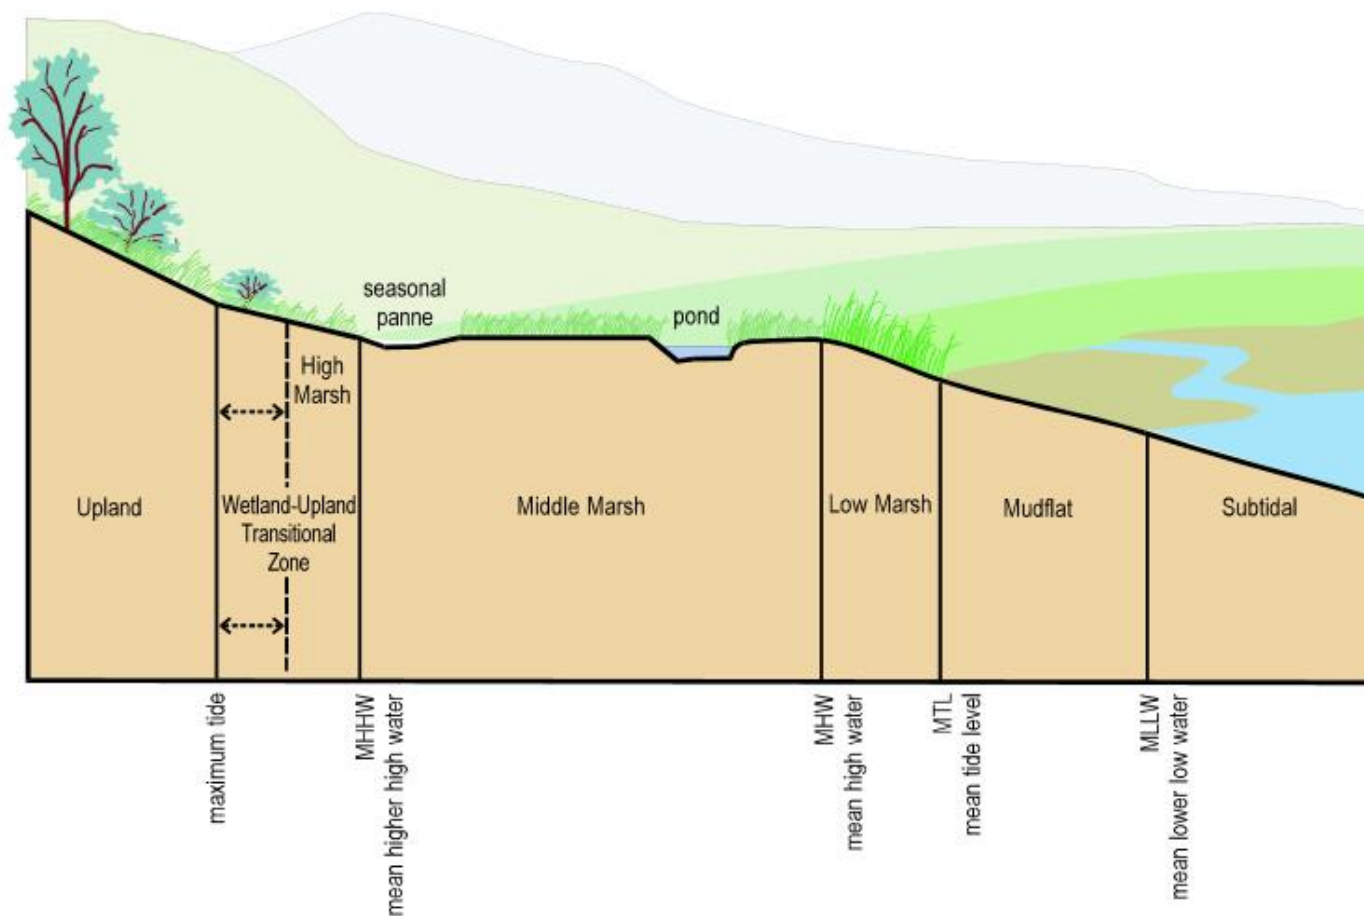 seasonal
panne
pond
High
Marsh
Upland
Wetland-Upland
Transitional
Zone
Middle Marsh
Low Marsh
Mudflat
Subtidal
maximum tide
MHHW
mean higher high water
MHW
mean high water
MTL
mean tide level
MLLW
mean lower low water